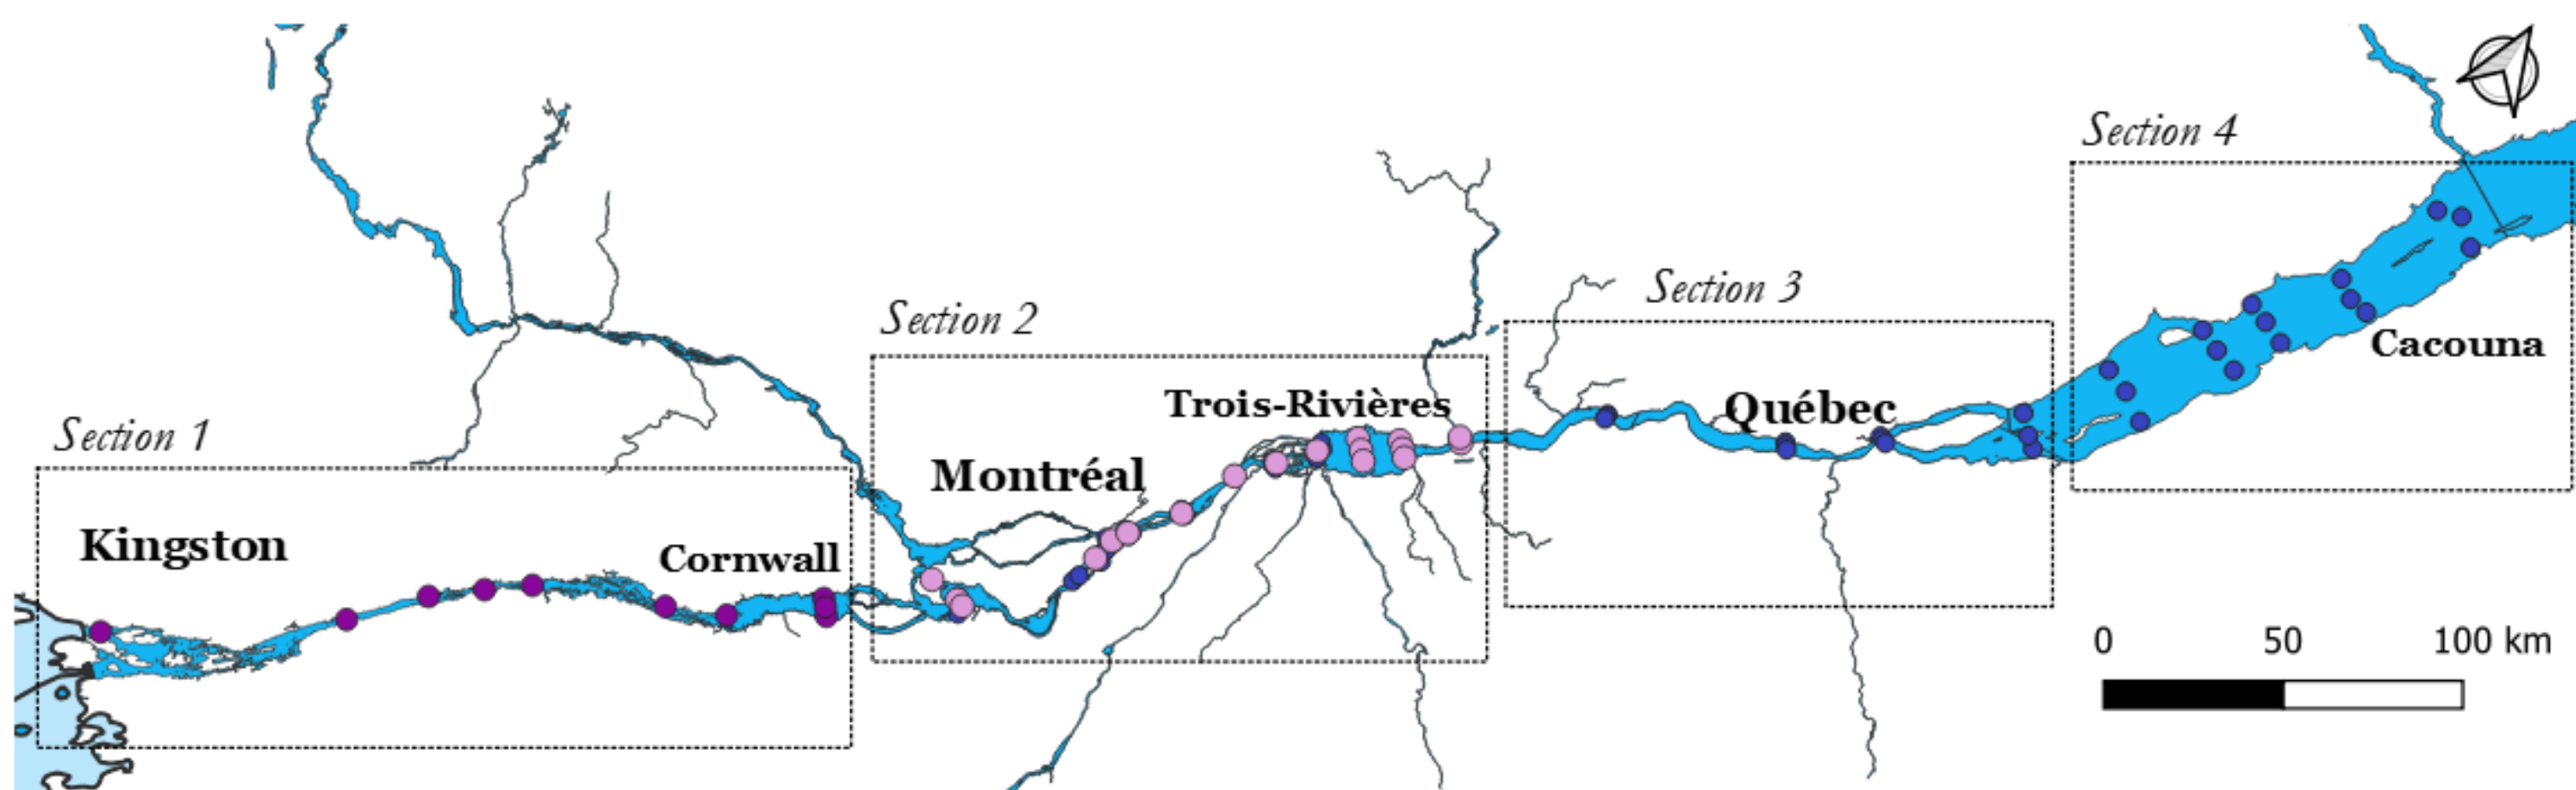 Section 4
Section 3
Section 2
Cacouna
Trois-Rivières
Québec
Section 1
Montréal
Kingston
Cornwall
0 50 100 km